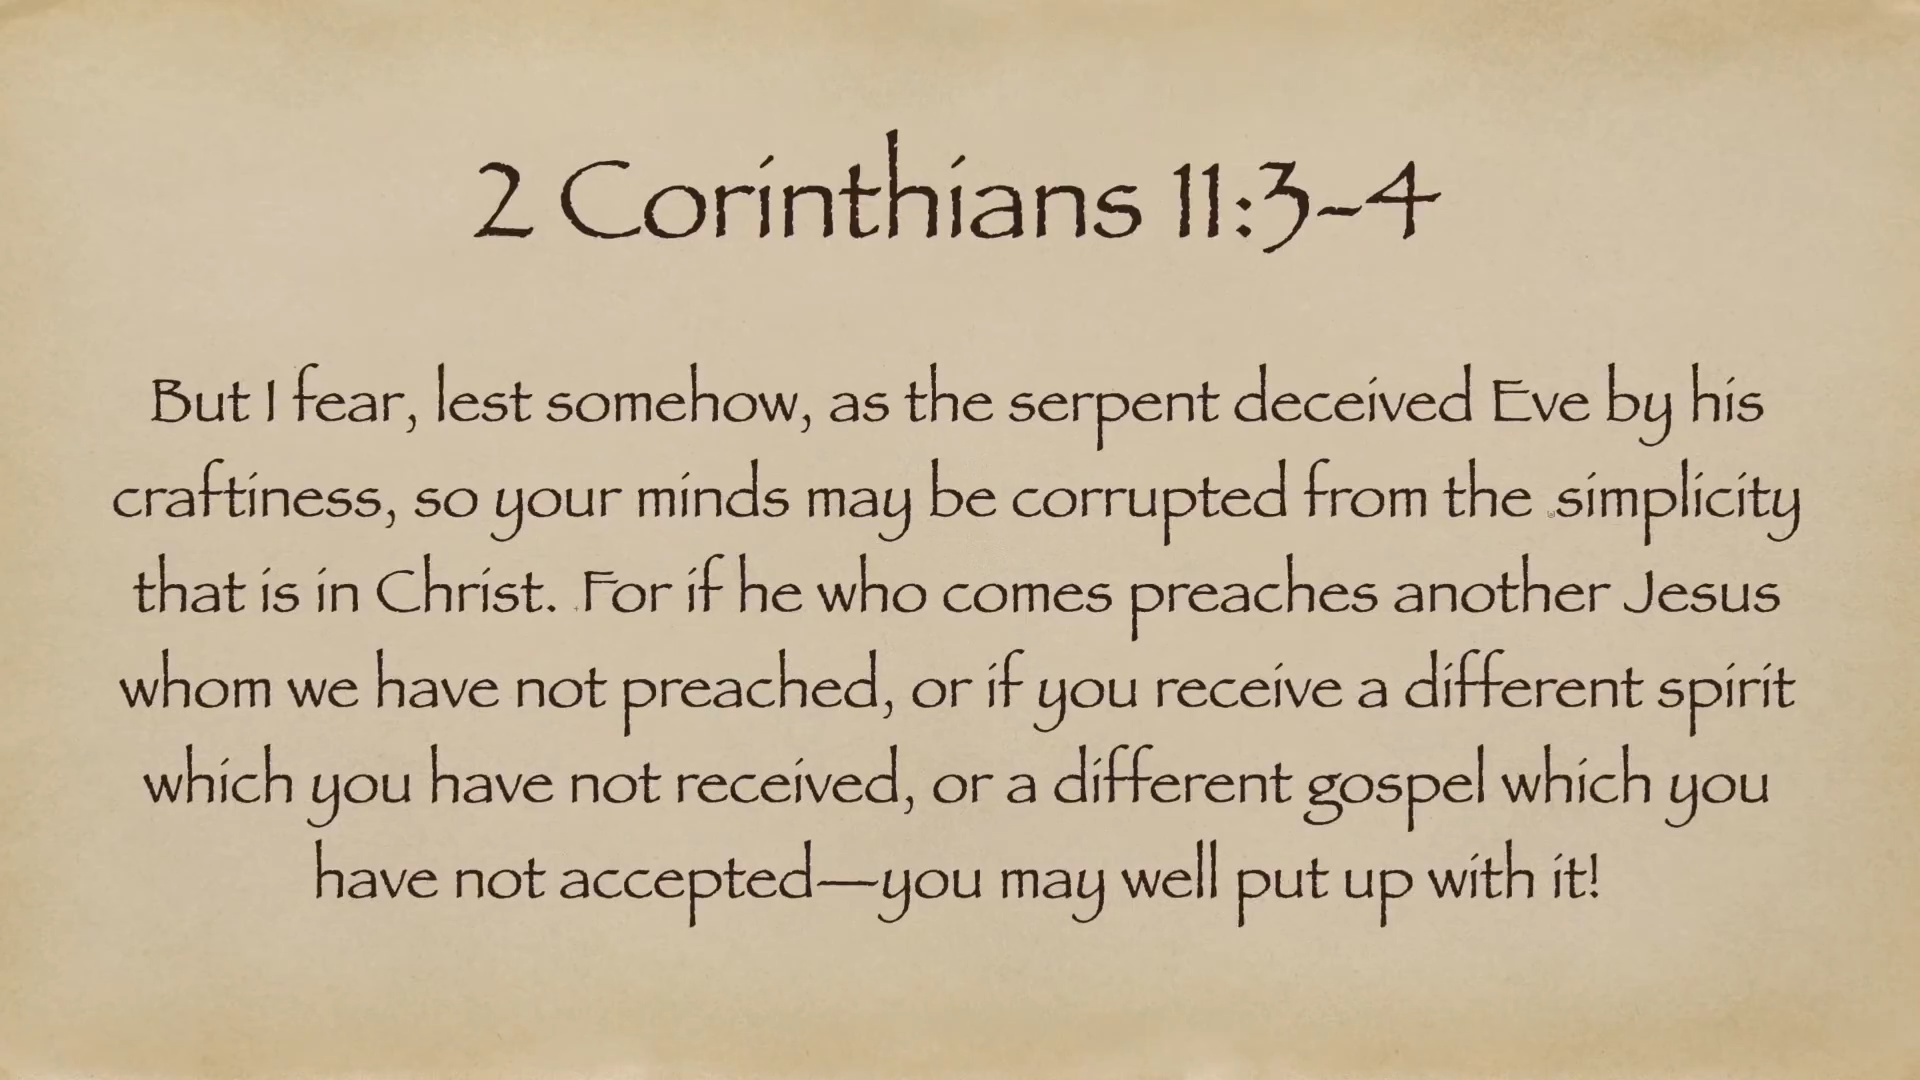 2 Corinthians 11:3-4
But I fear, lest somehow, as the serpent deceived Eve by his
craftiness, so your minds may be corrupted from the simplicity
that is in Christ. For if he who comes preaches another Jesus
whom we have not preached, or if you receive a different spirit
which you have not received, or a different gospel which you
have not accepted—you may well put up with it!